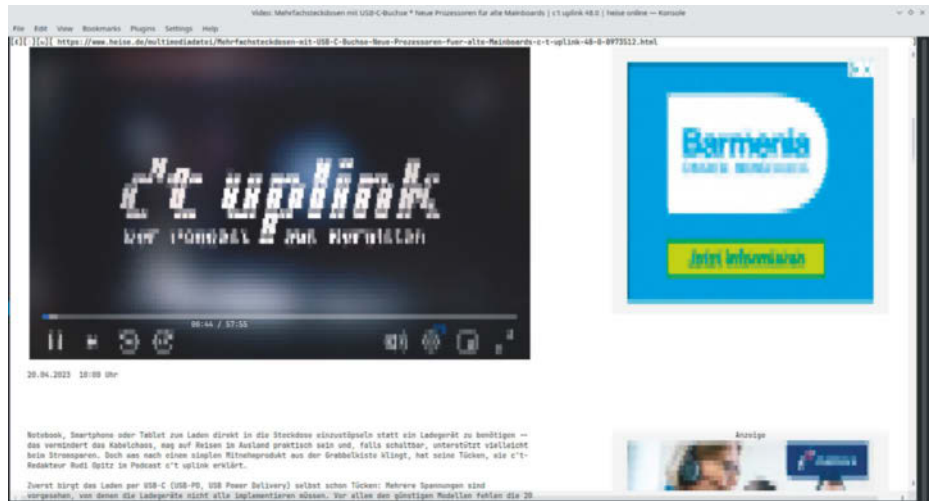 Video: Mehrfachsteckdosen mit USB-C-Buchse * Neue Prozessoren für alte Mainboards | c't uplink 48.0 | heise online — Konsole
File Edit View Bookmarks Plugins Settings Help
https://www.heise.de/multimediadatei/Mehrfachsteckdosen-mit-USB-C-Buchse-Neue-Prozessoren-fuer-alte-Mainboards-c-t-uplink-48-0-8973512.html
c't uplink
Barmenia
Jetzt informieren
00:44 / 57:55
20.04.2023 10:00 Uhr
Notebook, Smartphone oder Tablet zum Laden direkt in die Steckdose einzustöpseln statt ein Ladegerät zu benötigen —
das vermindert das Kabelchaos, mag auf Reisen im Ausland praktisch sein und, falls schaltbar, unterstützt vielleicht
beim Stromsparen. Doch was nach einem simplen Mitnehmprodukt aus der Grabbelkiste klingt, hat seine Tücken, wie c't-
Redakteur Rudi Opitz im Podcast c't uplink erklärt.
Anzeige
Zuerst birgt das Laden per USB-C (USB-PD, USB Power Delivery) selbst schon Tücken: Mehrere Spannungen sind
vorgesehen, von denen die Ladegeräte nicht alle implementieren müssen. Vor allem den günstigen Modellen fehlen die 20